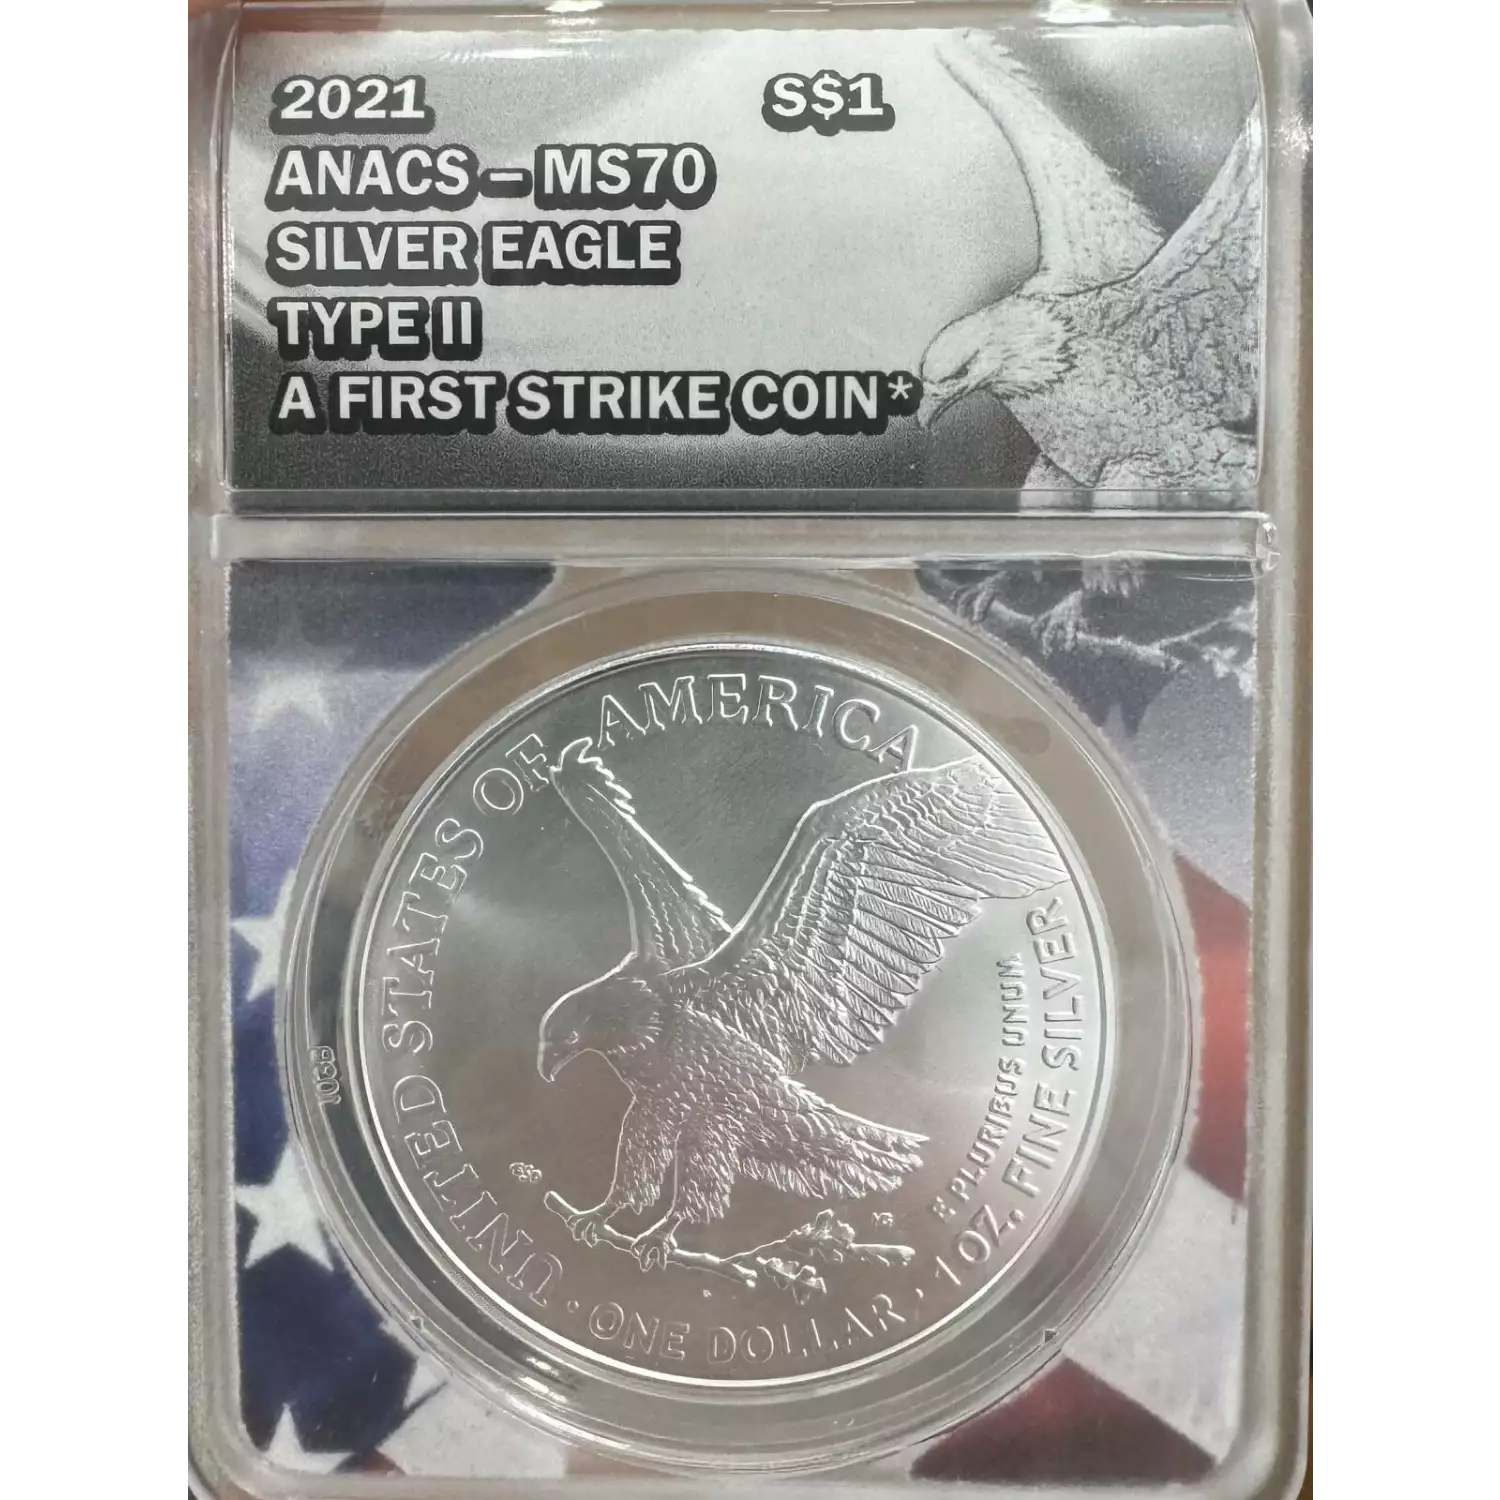 2021 S$1
ANACS – MS70
SILVER EAGLE
TYPE II
A FIRST STRIKE COIN*
UNITED STATES OF AMERICA
E PLURIBUS UNUM
1 OZ. FINE SILVER
· ONE DOLLAR ·